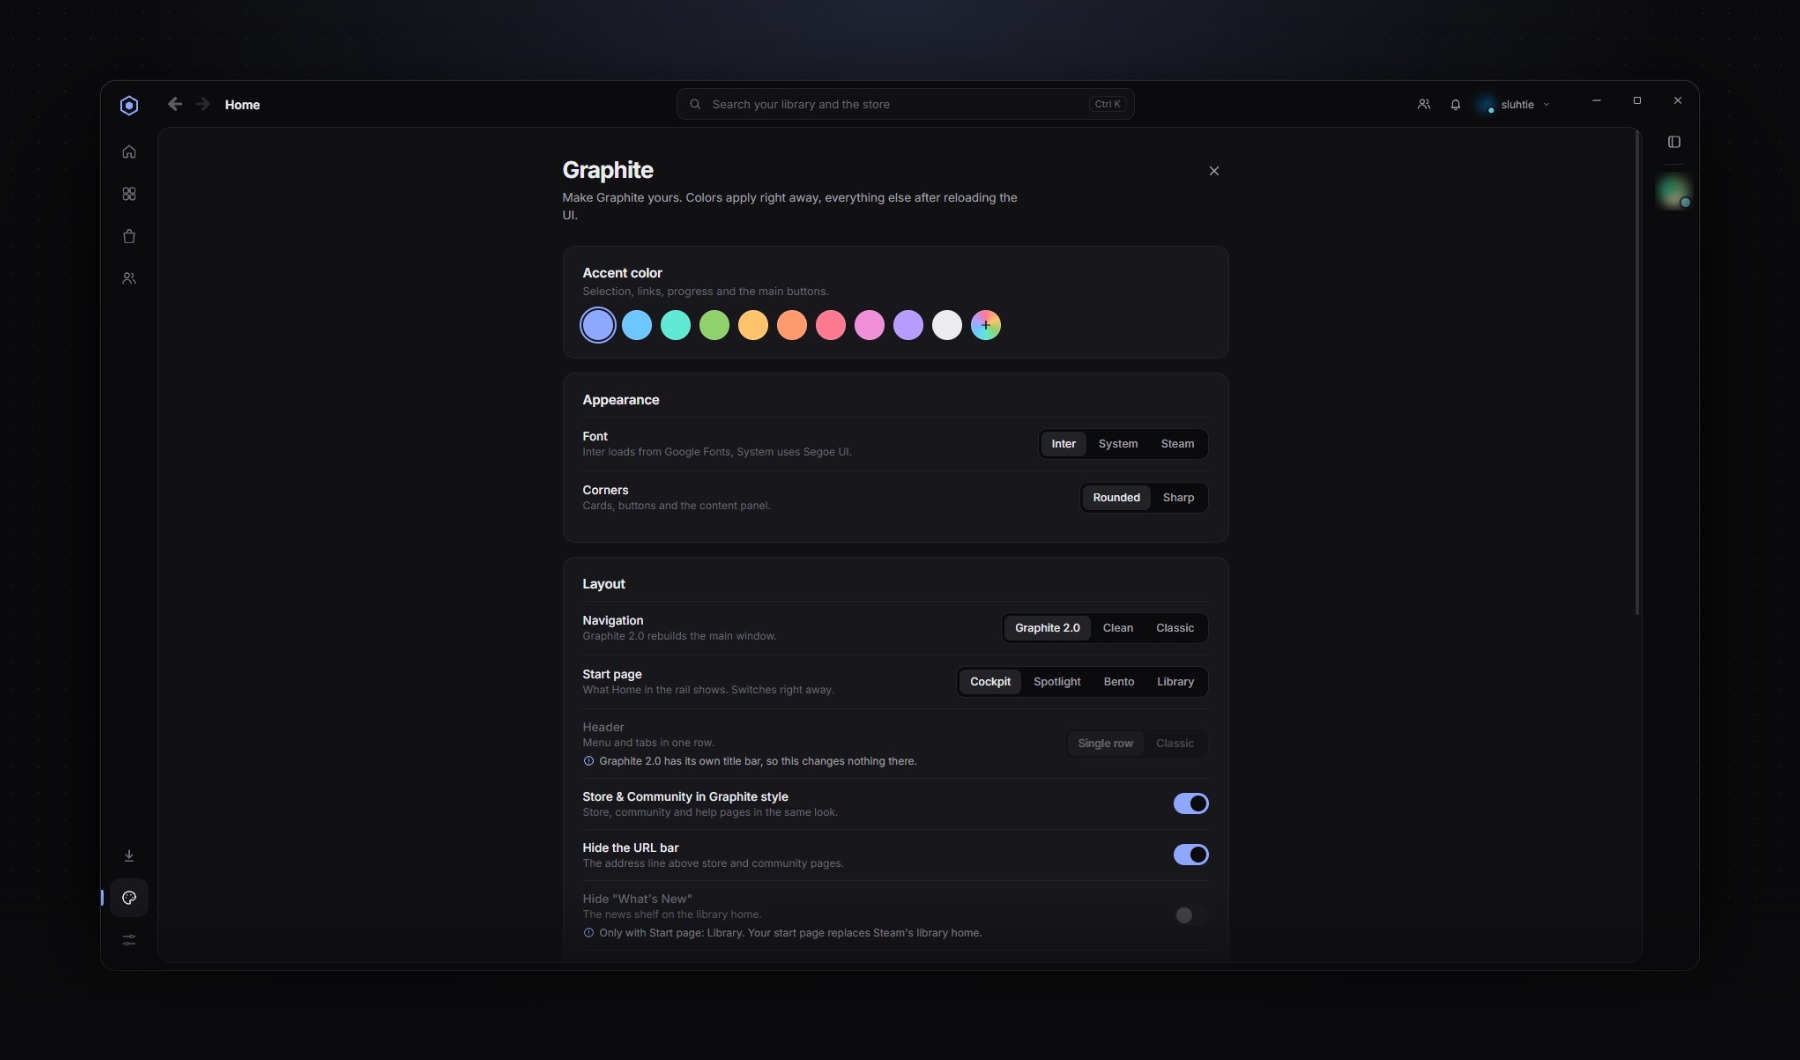 Home
Search your library and the store
Ctrl K
sluhtie
Graphite
Make Graphite yours. Colors apply right away, everything else after reloading the
UI.
Accent color
Selection, links, progress and the main buttons.
Appearance
Font
Inter loads from Google Fonts, System uses Segoe UI.
Inter System Steam
Corners
Cards, buttons and the content panel.
Rounded Sharp
Layout
Navigation
Graphite 2.0 rebuilds the main window.
Graphite 2.0 Clean Classic
Start page
What Home in the rail shows. Switches right away.
Cockpit Spotlight Bento Library
Header
Menu and tabs in one row.
Graphite 2.0 has its own title bar, so this changes nothing there.
Single row Classic
Store & Community in Graphite style
Store, community and help pages in the same look.
Hide the URL bar
The address line above store and community pages.
Hide "What's New"
The news shelf on the library home.
Only with Start page: Library. Your start page replaces Steam's library home.